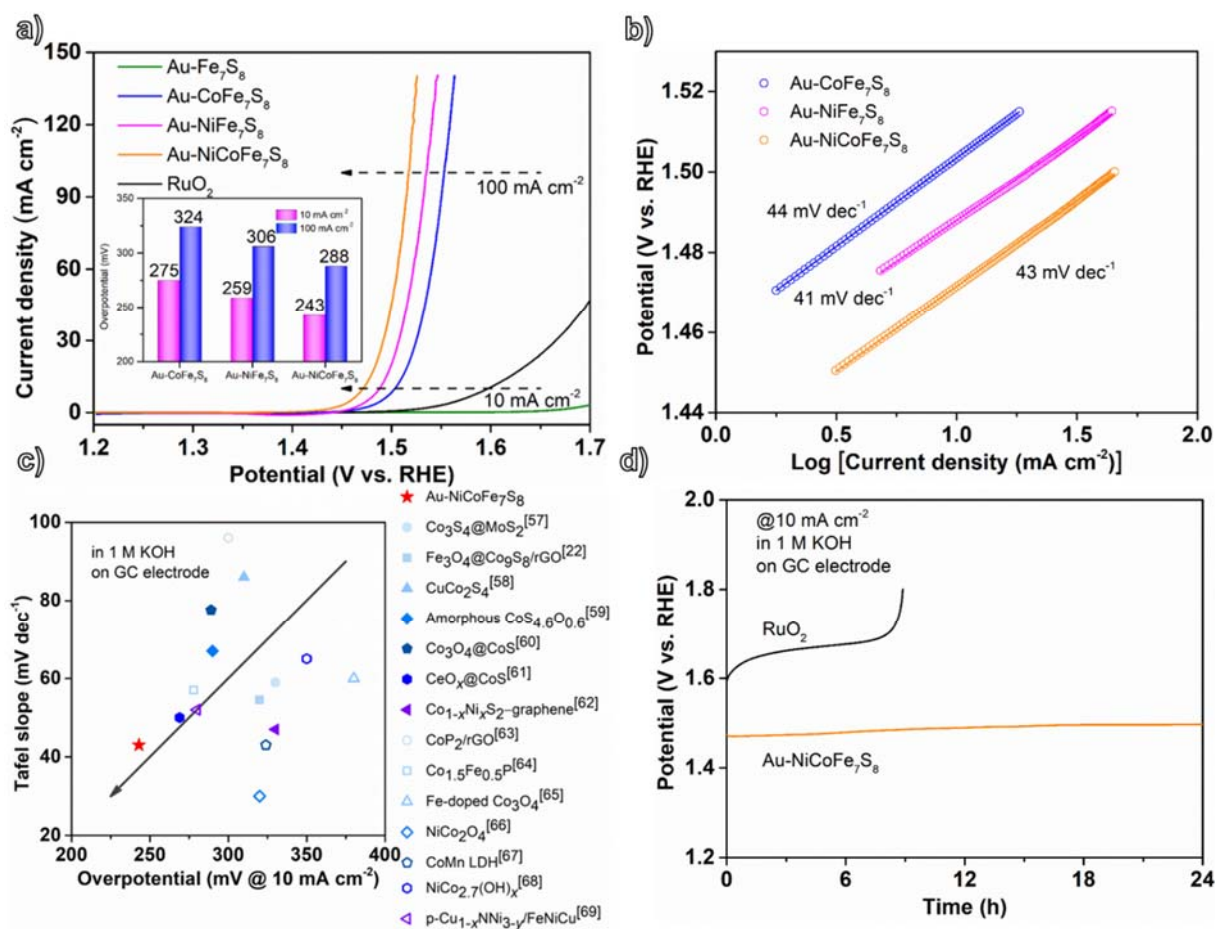 a)
150
120
90
60
30
0
Current density (mA cm⁻²)
Au-Fe₇S₈
Au-CoFe₇S₈
Au-NiFe₇S₈
Au-NiCoFe₇S₈
RuO₂
100 mA cm⁻²
10 mA cm⁻²
350
300
250
200
Overpotential (mV)
10 mA cm⁻²
100 mA cm⁻²
275
324
259
306
243
288
Au-CoFe₇S₈
Au-NiFe₇S₈
Au-NiCoFe₇S₈
1.2 1.3 1.4 1.5 1.6 1.7
Potential (V vs. RHE)
b)
1.52
1.50
1.48
1.46
1.44
Potential (V vs. RHE)
Au-CoFe₇S₈
Au-NiFe₇S₈
Au-NiCoFe₇S₈
44 mV dec⁻¹
41 mV dec⁻¹
43 mV dec⁻¹
0.0 0.5 1.0 1.5 2.0
Log [Current density (mA cm⁻²)]
c)
100
80
60
40
20
Tafel slope (mV dec⁻¹)
in 1 M KOH
on GC electrode
200 250 300 350 400
Overpotential (mV @ 10 mA cm⁻²)
Au-NiCoFe₇S₈
Co₃S₄@MoS₂[57]
Fe₃O₄@Co₉S₈/rGO[22]
CuCo₂S₄[58]
Amorphous CoS₄.₆O₀.₆[59]
Co₃O₄@CoS[60]
CeOₓ@CoS[61]
Co₁₋ₓNiₓS₂–graphene[62]
CoP₂/rGO[63]
Co₁.₅Fe₀.₅P[64]
Fe-doped Co₃O₄[65]
NiCo₂O₄[66]
CoMn LDH[67]
NiCo₂.₇(OH)ₓ[68]
p-Cu₁₋ₓNNi₃₋y/FeNiCu[69]
d)
2.0
1.8
1.6
1.4
1.2
Potential (V vs. RHE)
@10 mA cm⁻²
in 1 M KOH
on GC electrode
RuO₂
Au-NiCoFe₇S₈
0 6 12 18 24
Time (h)